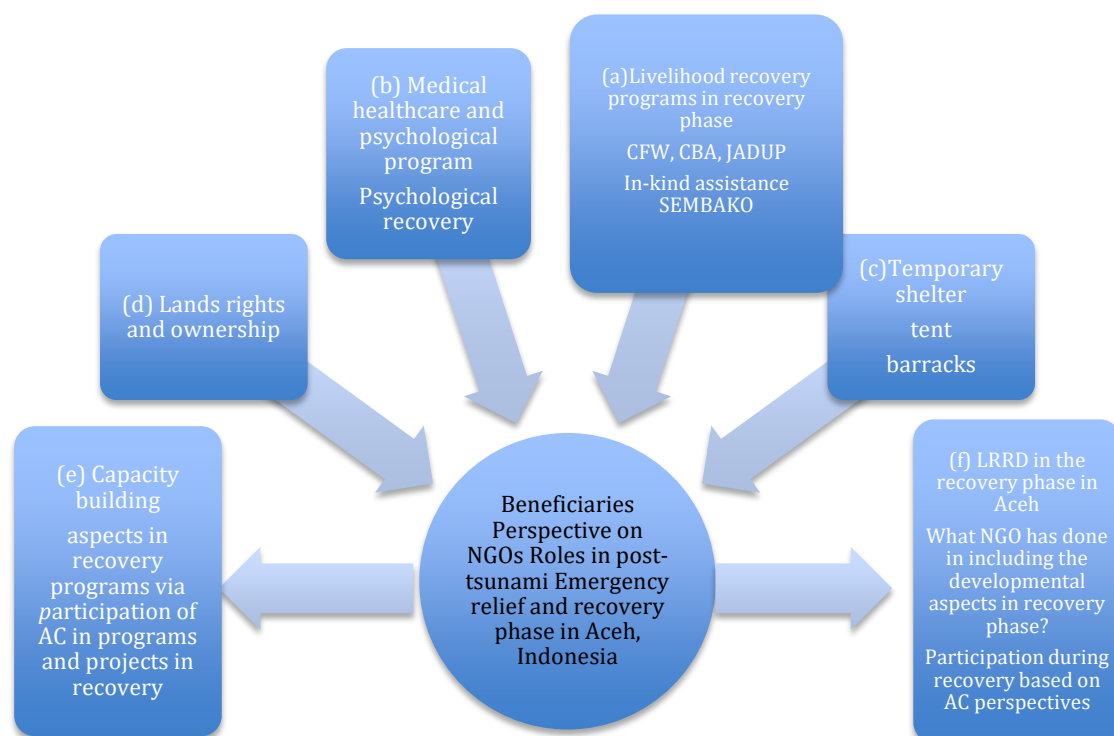 (a)Livelihood recovery
programs in recovery
phase
CFW, CBA, JADUP
In-kind assistance
SEMBAKO
(b) Medical
healthcare and
psychological
program
Psychological
recovery
(c)Temporary
shelter
tent
barracks
(d) Lands rights
and ownership
(e) Capacity
building
aspects in
recovery
programs via
participation of
AC in programs
and projects in
recovery
Beneficiaries
Perspective on
NGOs Roles in post-
tsunami Emergency
relief and recovery
phase in Aceh,
Indonesia
(f) LRRD in the
recovery phase in
Aceh
What NGO has done
in including the
developmental
aspects in recovery
phase?
Participation during
recovery based on
AC perspectives